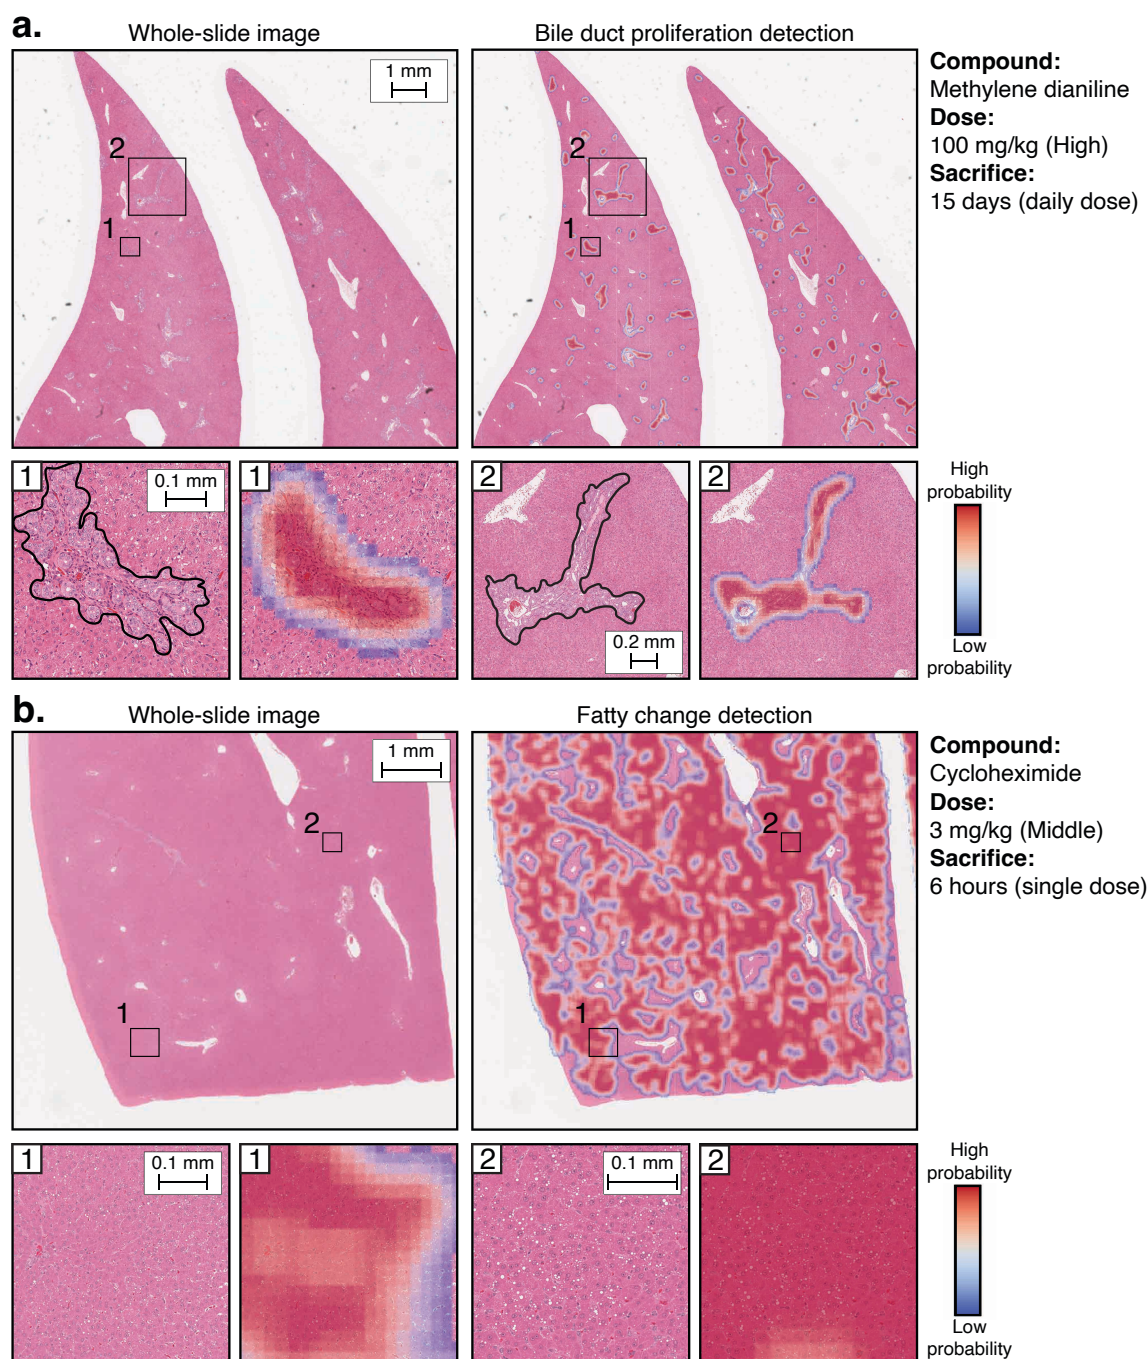 a.
Whole-slide image
Bile duct proliferation detection
1 mm
2
1
2
1
Compound:
Methylene dianiline
Dose:
100 mg/kg (High)
Sacrifice:
15 days (daily dose)
1
0.1 mm
1
2
0.2 mm
2
High
probability
Low
probability
b.
Whole-slide image
Fatty change detection
1 mm
2
1
2
1
Compound:
Cycloheximide
Dose:
3 mg/kg (Middle)
Sacrifice:
6 hours (single dose)
1
0.1 mm
1
2
0.1 mm
2
High
probability
Low
probability